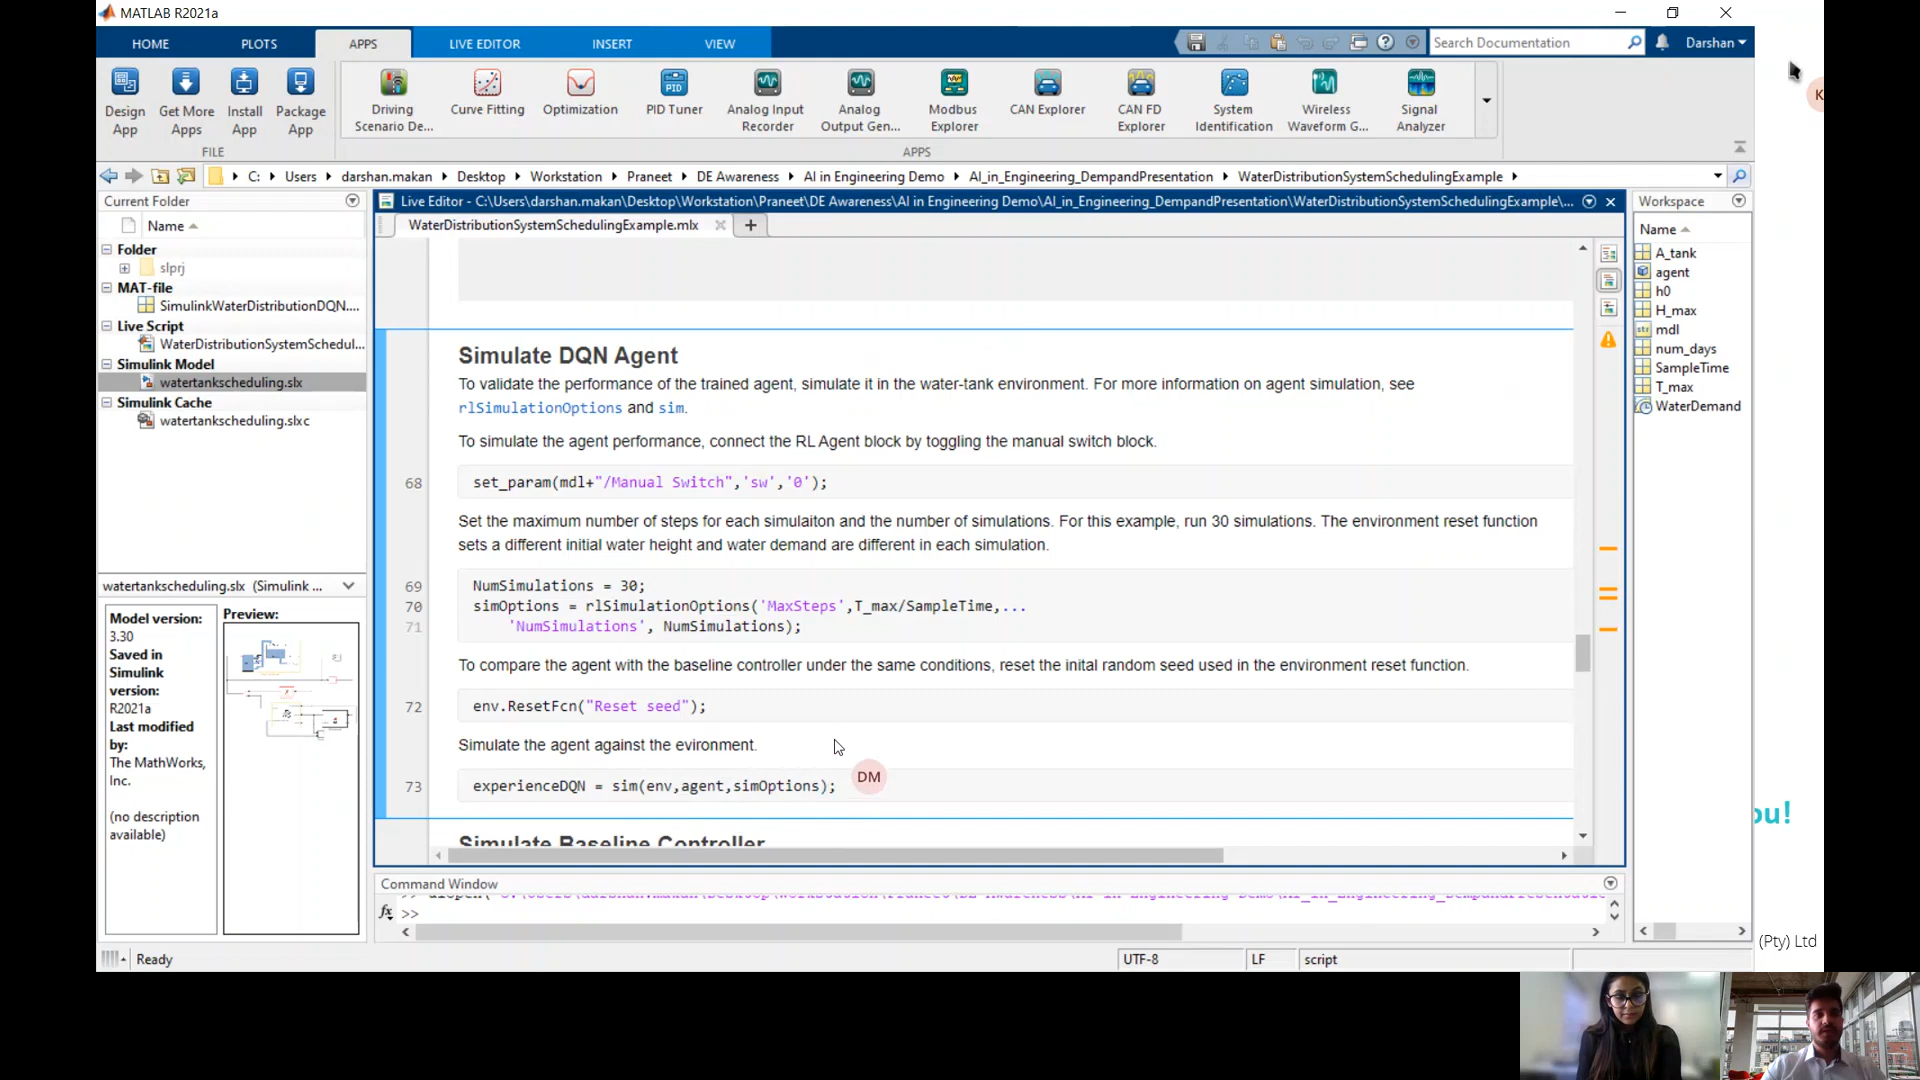 MATLAB R2021a
HOME
PLOTS
APPS
LIVE EDITOR
INSERT
VIEW
Search Documentation
Darshan
Design App
Get More Apps
Install App
Package App
FILE
Driving Scenario De...
Curve Fitting
Optimization
PID
PID Tuner
Analog Input Recorder
Analog Output Gen...
Modbus Explorer
CAN Explorer
CAN FD Explorer
System Identification
Wireless Waveform G...
Signal Analyzer
APPS
K
C: Users darshan.makan Desktop Workstation Praneet DE Awareness AI in Engineering Demo AI_in_Engineering_DempandPresentation WaterDistributionSystemSchedulingExample
Current Folder
Name
Folder
slprj
MAT-file
SimulinkWaterDistributionDQN....
Live Script
WaterDistributionSystemSchedul...
Simulink Model
watertankscheduling.slx
Simulink Cache
watertankscheduling.slxc
watertankscheduling.slx (Simulink ...
Model version:
3.30
Saved in
Simulink
version:
R2021a
Last modified
by:
The MathWorks,
Inc.
(no description
available)
Preview:
Live Editor - C:\Users\darshan.makan\Desktop\Workstation\Praneet\DE Awareness\AI in Engineering Demo\AI_in_Engineering_DempandPresentation\WaterDistributionSystemSchedulingExample\...
WaterDistributionSystemSchedulingExample.mlx
Simulate DQN Agent
To validate the performance of the trained agent, simulate it in the water-tank environment. For more information on agent simulation, see
rlSimulationOptions and sim.
To simulate the agent performance, connect the RL Agent block by toggling the manual switch block.
68 set_param(mdl+"/Manual Switch",'sw','0');
Set the maximum number of steps for each simulaiton and the number of simulations. For this example, run 30 simulations. The environment reset function
sets a different initial water height and water demand are different in each simulation.
69 NumSimulations = 30;
70 simOptions = rlSimulationOptions('MaxSteps',T_max/SampleTime,...
71 'NumSimulations', NumSimulations);
To compare the agent with the baseline controller under the same conditions, reset the inital random seed used in the environment reset function.
72 env.ResetFcn("Reset seed");
Simulate the agent against the evironment.
DM
73 experienceDQN = sim(env,agent,simOptions);
Simulate Baseline Controller
Command Window
fx >>
Workspace
Name
A_tank
agent
h0
H_max
str mdl
num_days
SampleTime
T_max
WaterDemand
ou!
(Pty) Ltd
Ready
UTF-8
LF
script